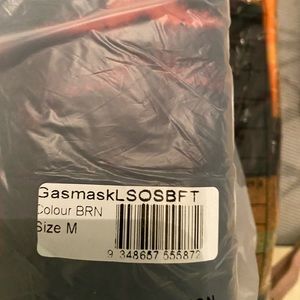 GasmaskLSOSBFT
Colour BRN
Size M
9 348657 555872